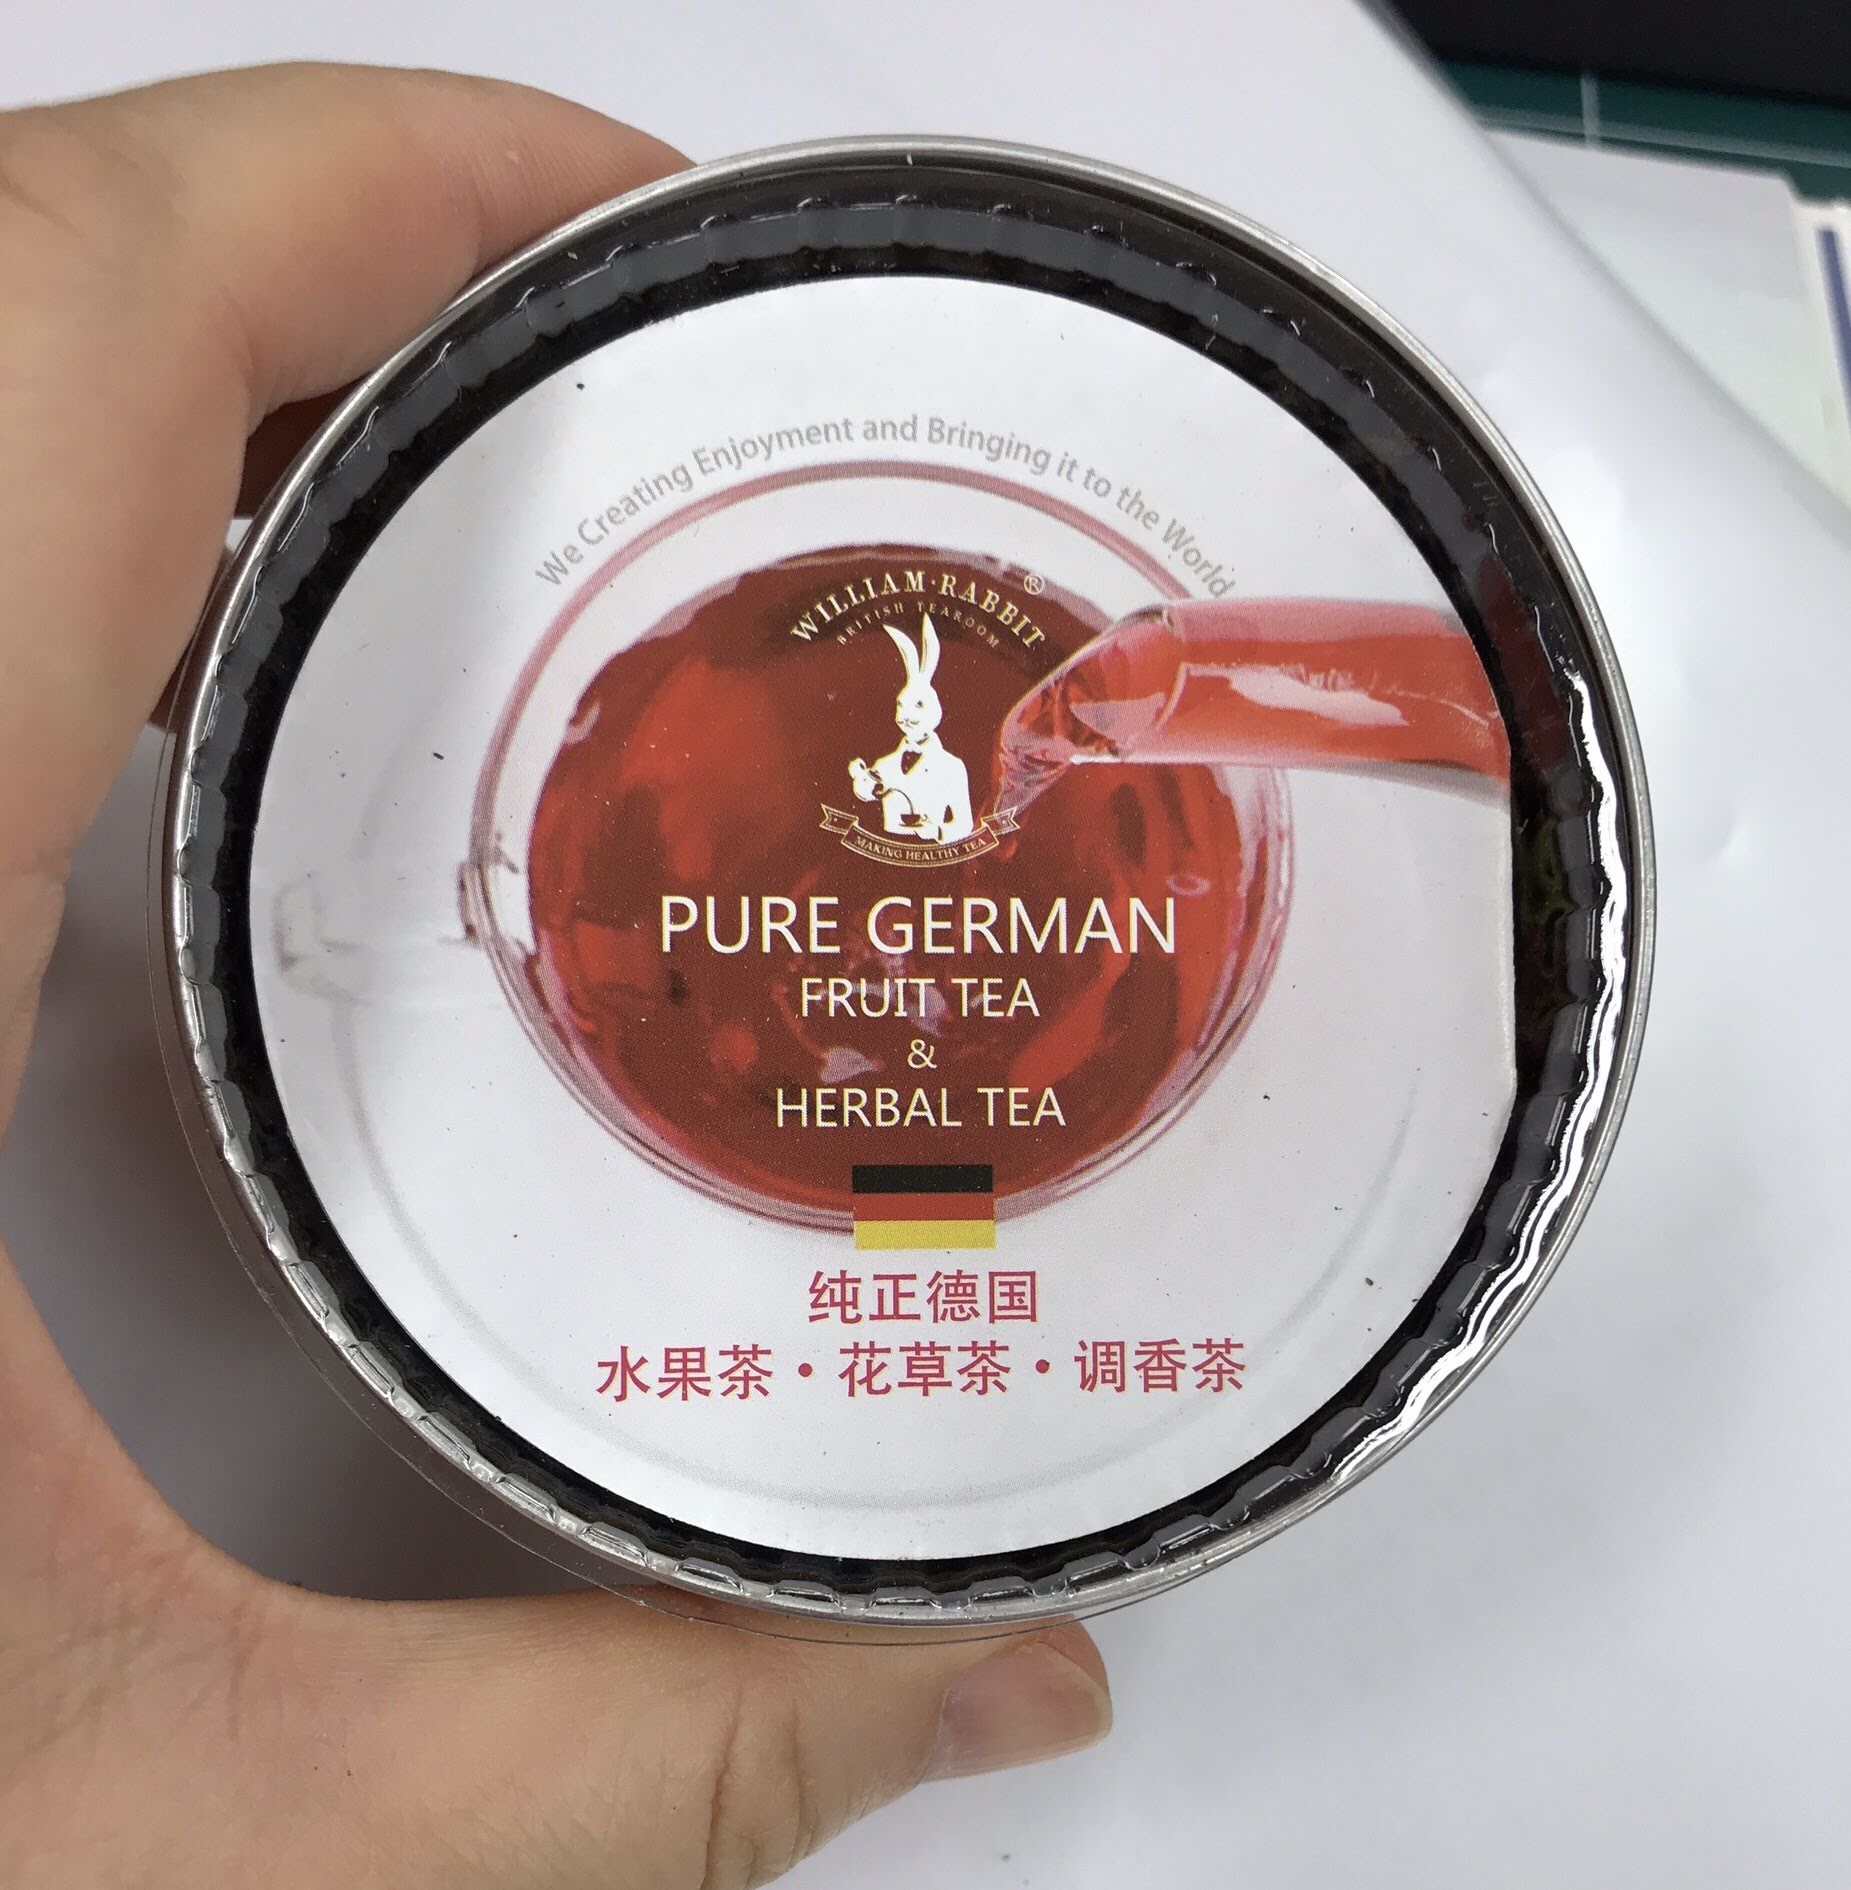 We Creating Enjoyment and Bringing it to the World
WILLIAM·RABBIT®
BRITISH TEAROOM
MAKING HEALTHY TEA
PURE GERMAN
FRUIT TEA
&
HERBAL TEA
纯正德国
水果茶·花草茶·调香茶